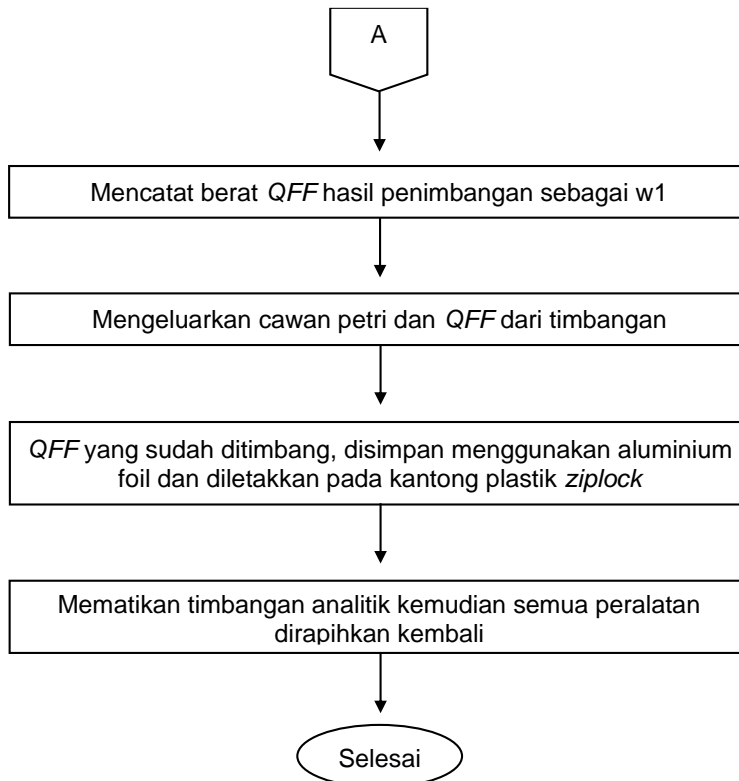 A
Mencatat berat QFF hasil penimbangan sebagai w1
Mengeluarkan cawan petri dan QFF dari timbangan
QFF yang sudah ditimbang, disimpan menggunakan aluminium
foil dan diletakkan pada kantong plastik ziplock
Mematikan timbangan analitik kemudian semua peralatan
dirapihkan kembali
Selesai